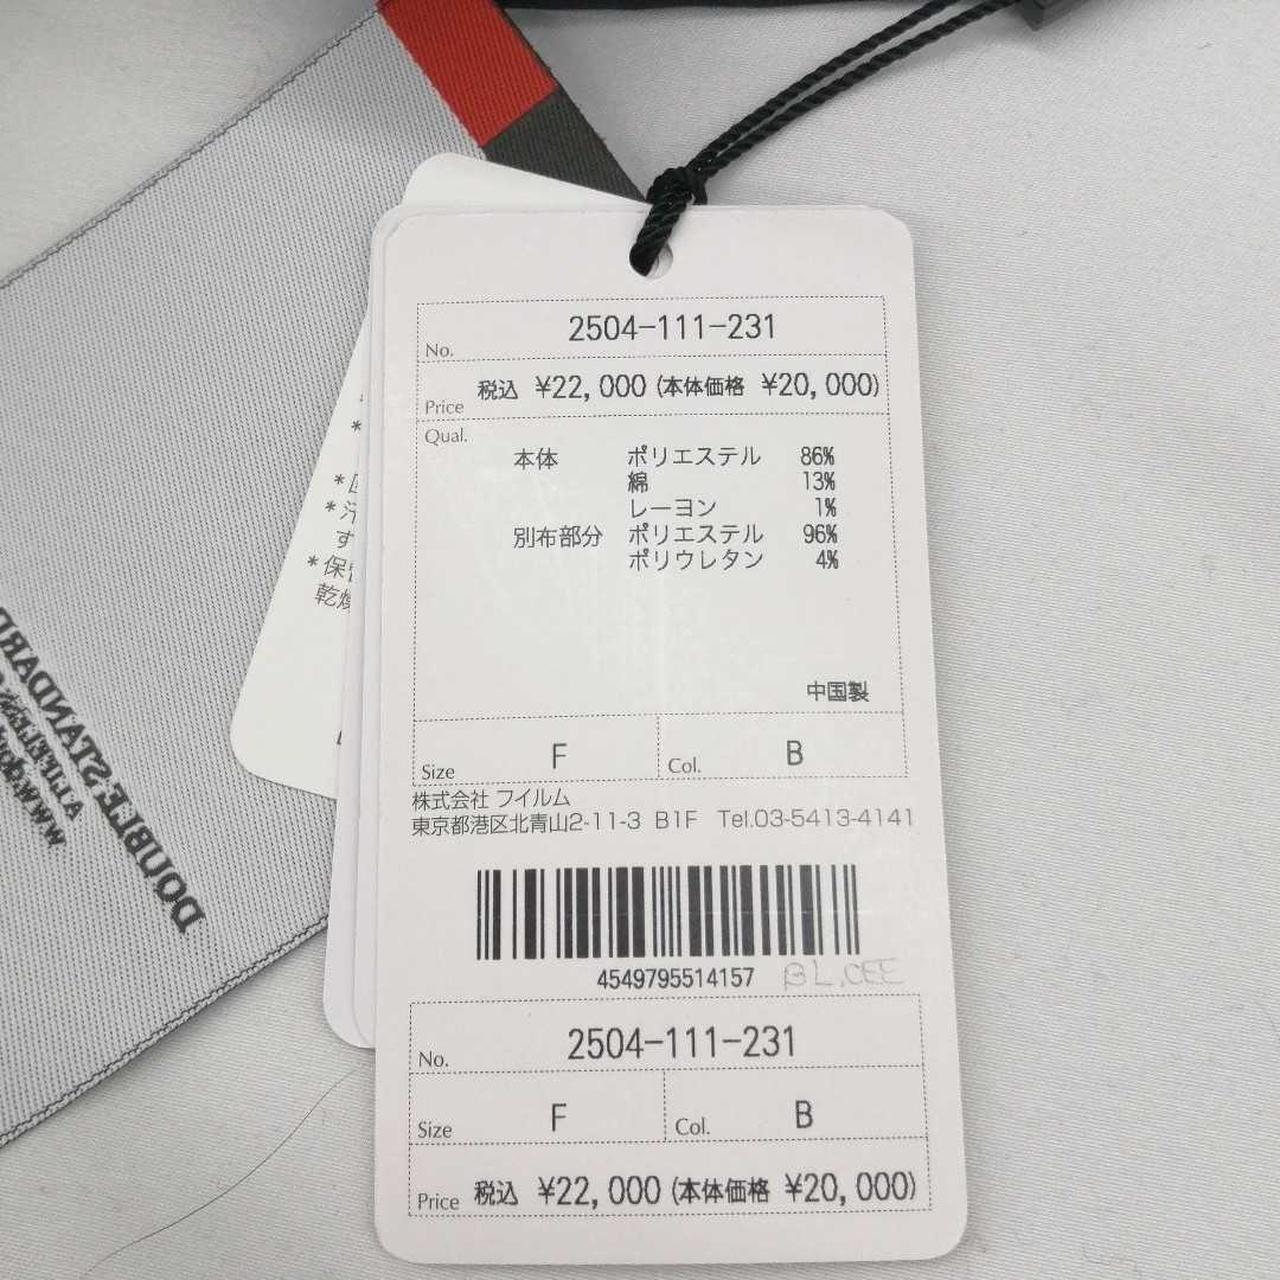 2504-111-231
No.
Price 税込 ¥22,000 (本体価格 ¥20,000)
Qual.
本体 ポリエステル 86%
綿 13%
レーヨン 1%
別布部分 ポリエステル 96%
ポリウレタン 4%
中国製
Size F Col. B
株式会社 フイルム
東京都港区北青山2-11-3 B1F Tel.03-5413-4141
4549795514157
No. 2504-111-231
Size F Col. B
Price 税込 ¥22,000 (本体価格 ¥20,000)
*
*
* 汗
す
* 保
乾燥
DOUBLE STANDARD